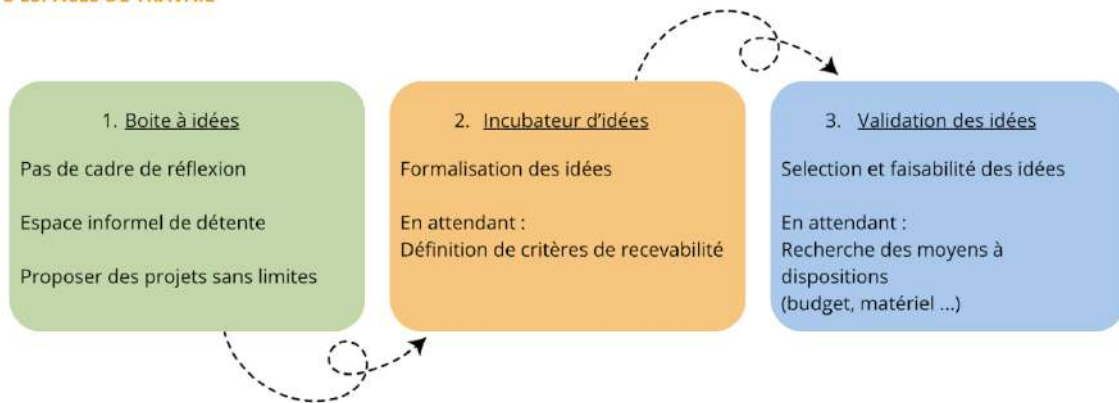 1. Boite à idées
Pas de cadre de réflexion
Espace informel de détente
Proposer des projets sans limites
2. Incubateur d'idées
Formalisation des idées
En attendant :
Définition de critères de recevabilité
3. Validation des idées
Selection et faisabilité des idées
En attendant :
Recherche des moyens à
dispositions
(budget, matériel ...)